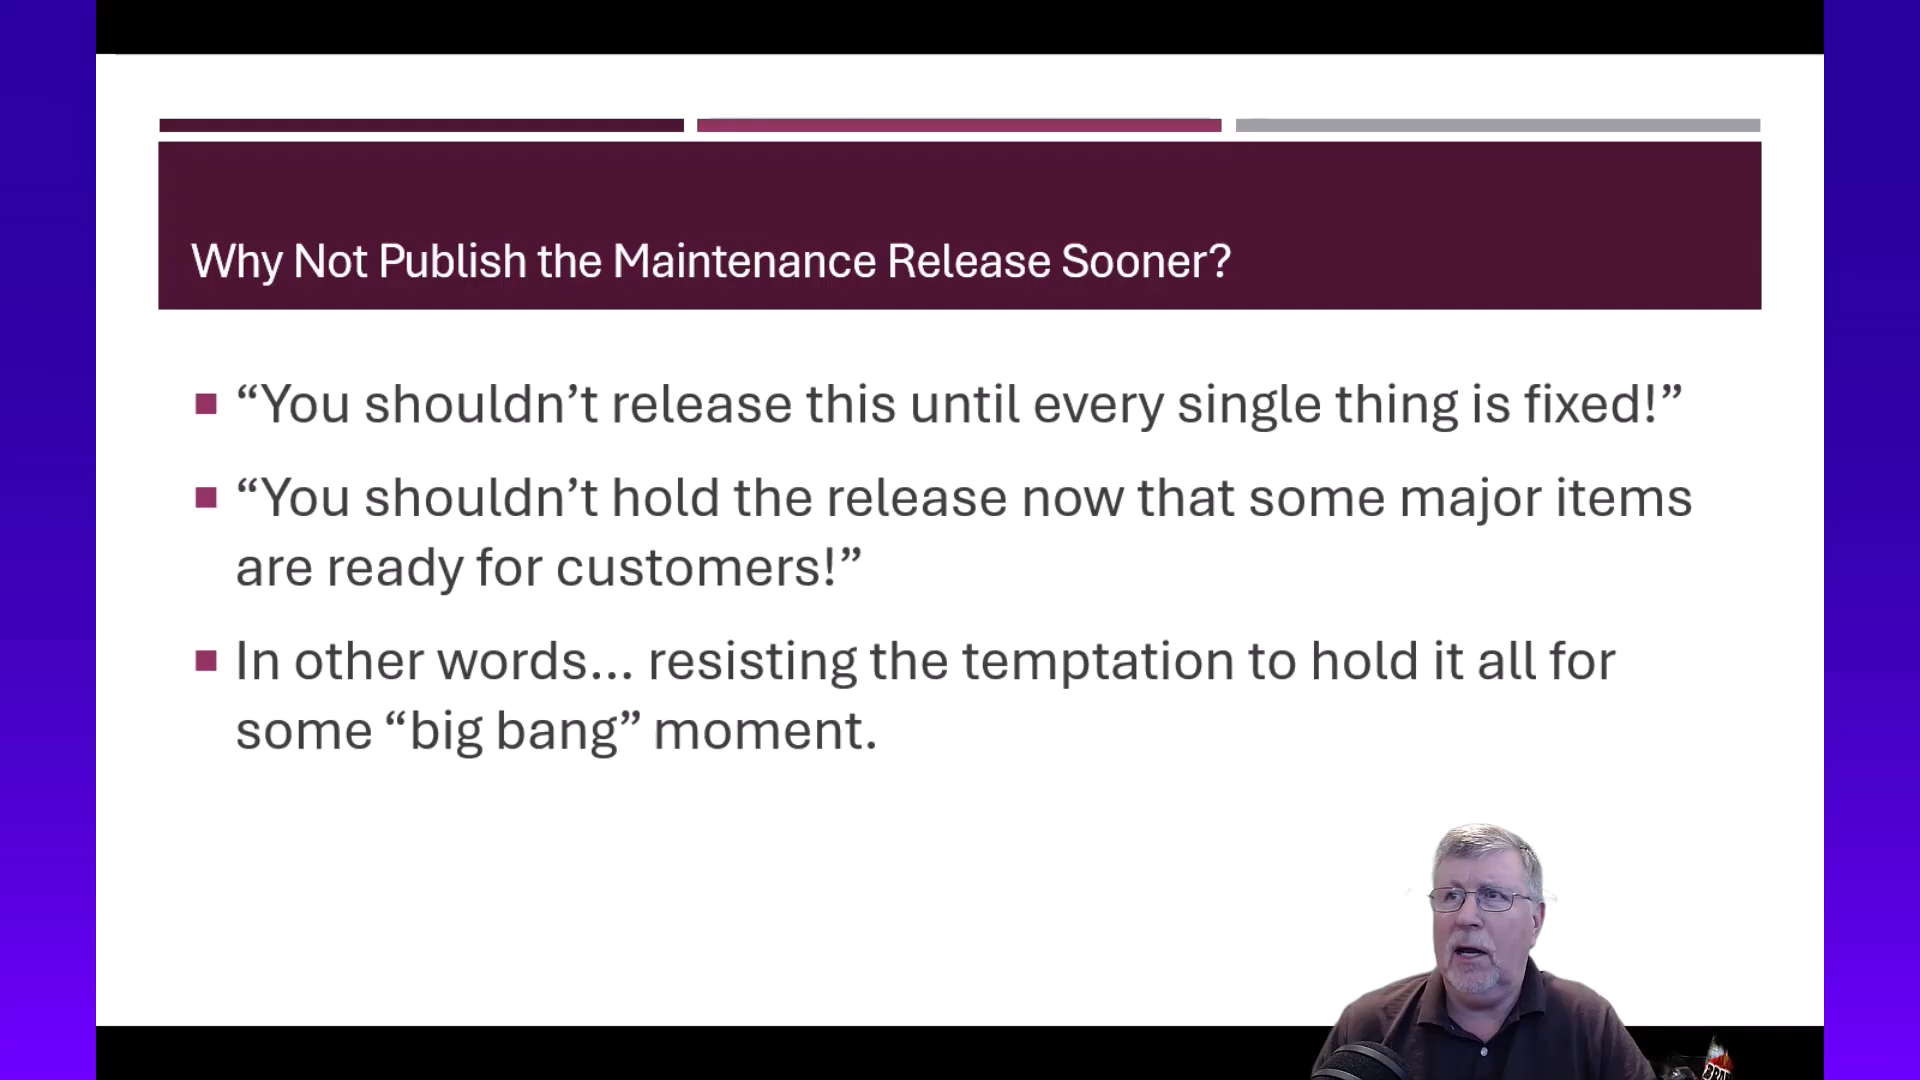 Why Not Publish the Maintenance Release Sooner?
“You shouldn’t release this until every single thing is fixed!”
“You shouldn’t hold the release now that some major items
are ready for customers!”
In other words... resisting the temptation to hold it all for
some “big bang” moment.